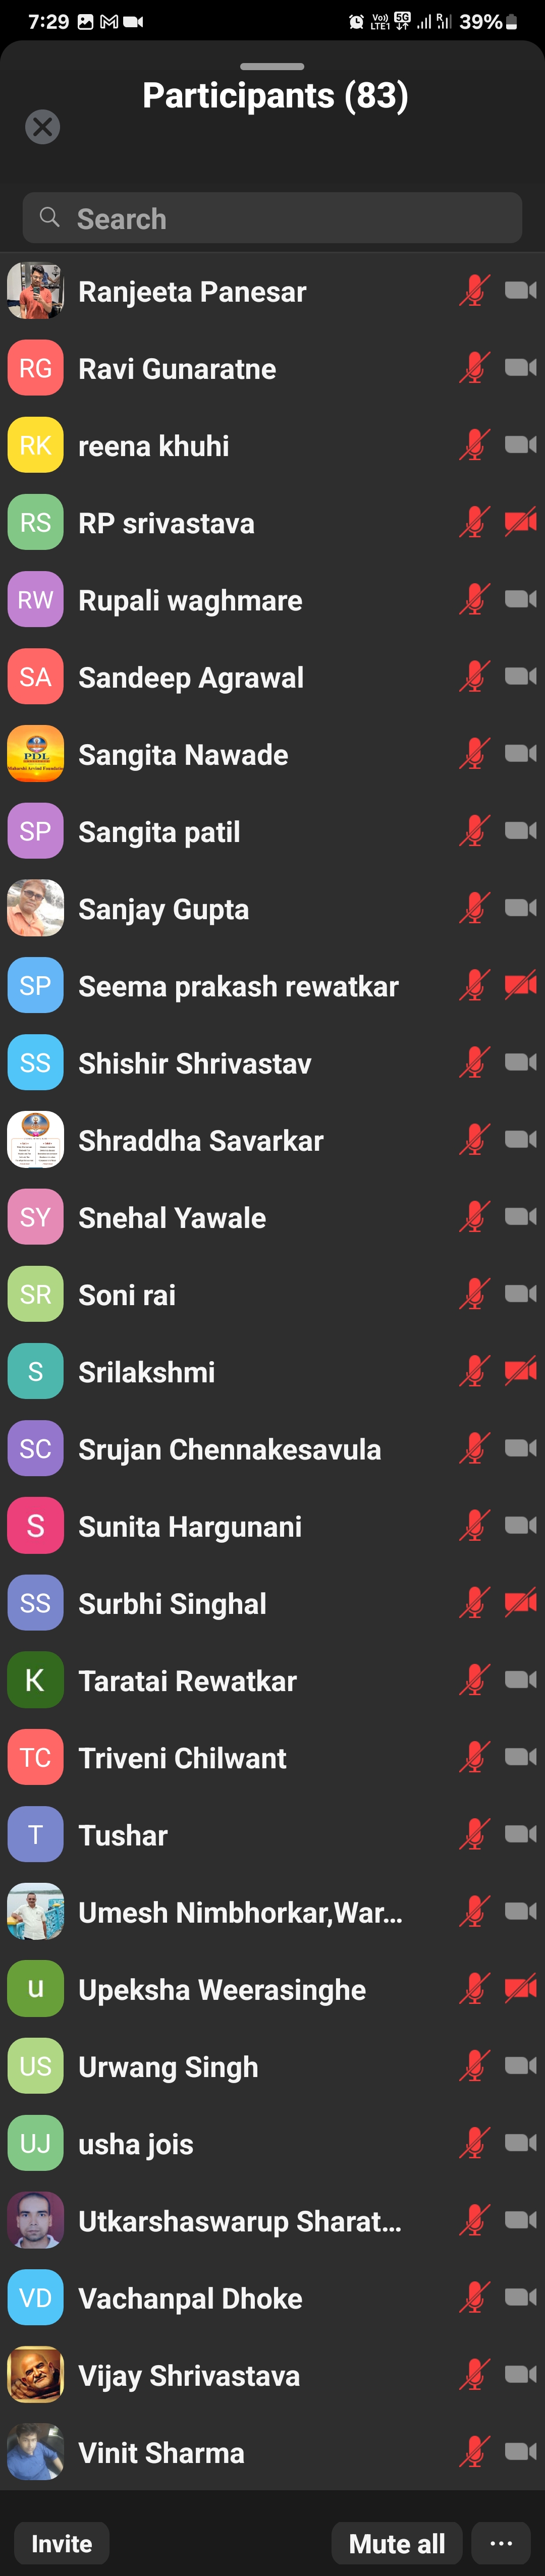 7:29
Vo)) LTE1 5G R 39%
Participants (83)
Search
Ranjeeta Panesar
RG Ravi Gunaratne
RK reena khuhi
RS RP srivastava
RW Rupali waghmare
SA Sandeep Agrawal
PDL
Sangita Nawade
SP Sangita patil
Sanjay Gupta
SP Seema prakash rewatkar
SS Shishir Shrivastav
Shraddha Savarkar
SY Snehal Yawale
SR Soni rai
S Srilakshmi
SC Srujan Chennakesavula
S Sunita Hargunani
SS Surbhi Singhal
K Taratai Rewatkar
TC Triveni Chilwant
T Tushar
Umesh Nimbhorkar,War...
u Upeksha Weerasinghe
US Urwang Singh
UJ usha jois
Utkarshaswarup Sharat...
VD Vachanpal Dhoke
Vijay Shrivastava
Vinit Sharma
Invite Mute all ...